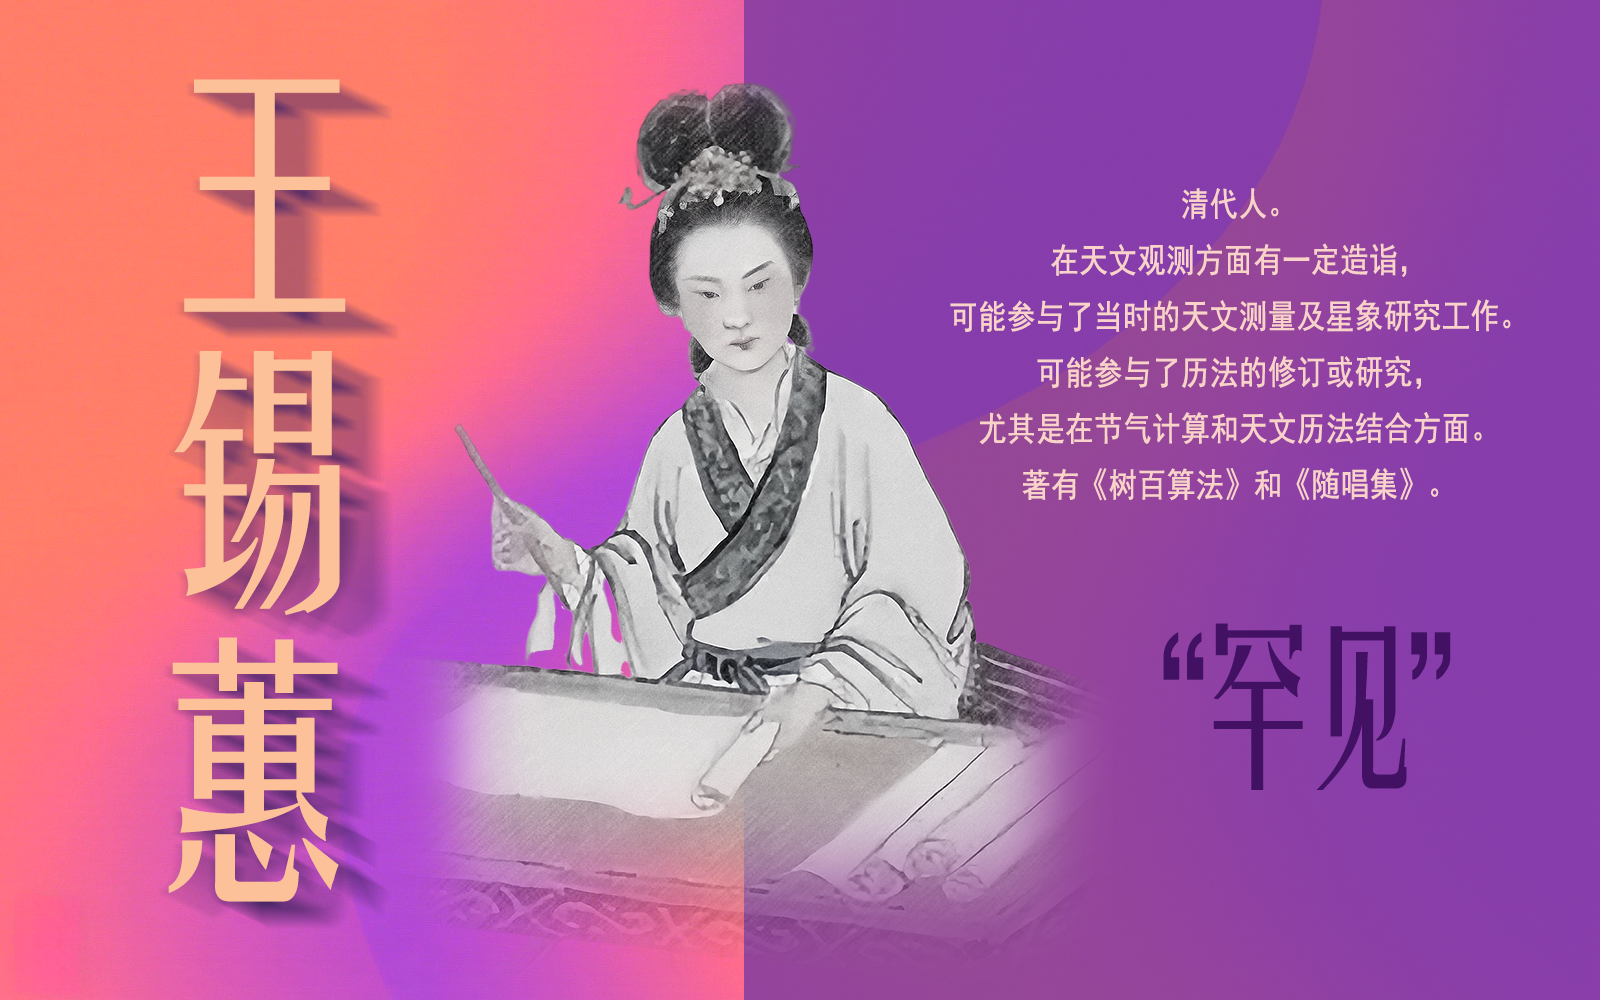 王锡蕙
清代人。
在天文观测方面有一定造诣，
可能参与了当时的天文测量及星象研究工作。
可能参与了历法的修订或研究，
尤其是在节气计算和天文历法结合方面。
著有《树百算法》和《随唱集》。
“罕见”